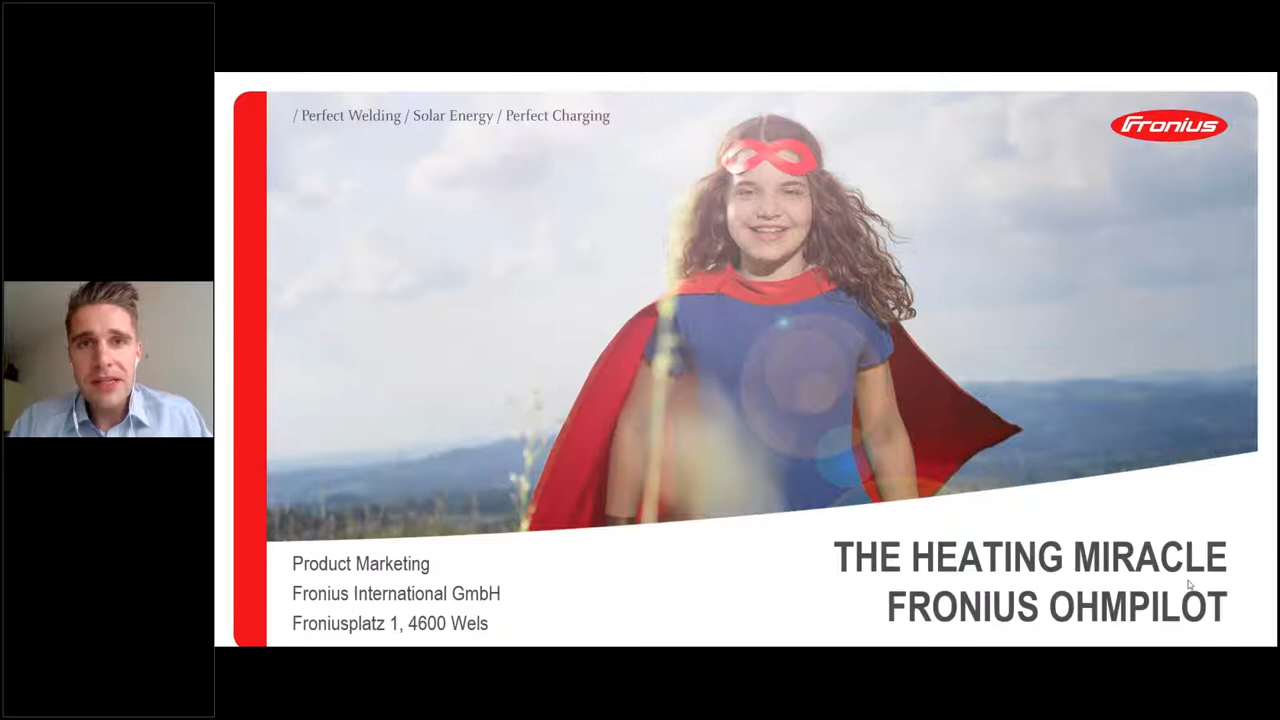 / Perfect Welding / Solar Energy / Perfect Charging
Fronius
Product Marketing
Fronius International GmbH
Froniusplatz 1, 4600 Wels
THE HEATING MIRACLE
FRONIUS OHMPILOT